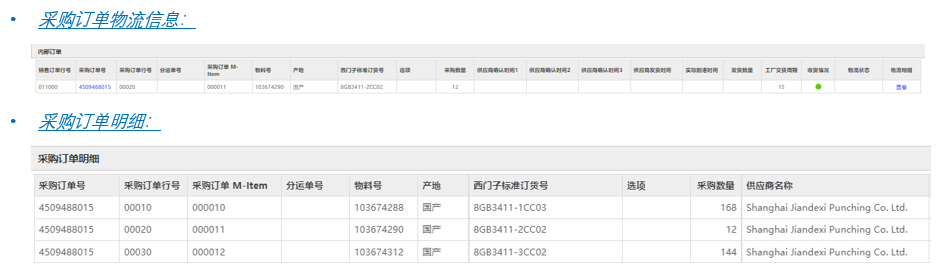 • 采购订单物流信息：
内部订单
销售订单行号 采购订单号 采购订单行号 分运单号 采购订单 M-Item 物料号 产地 西门子标准订货号 选项 采购数量 供应商确认时间1 供应商确认时间2 供应商确认时间3 供应商发货时间 实际到港时间 发货数量 工厂交货周期 收货情况 物流状态 物流明细
011000 4509488015 00020 000011 103674290 国产 8GB3411-2CC02 12 15 查看
• 采购订单明细：
采购订单明细
采购订单号 采购订单行号 采购订单 M-Item 分运单号 物料号 产地 西门子标准订货号 选项 采购数量 供应商名称
4509488015 00010 000010 103674288 国产 8GB3411-1CC03 168 Shanghai Jiandexi Punching Co. Ltd.
4509488015 00020 000011 103674290 国产 8GB3411-2CC02 12 Shanghai Jiandexi Punching Co. Ltd.
4509488015 00030 000012 103674312 国产 8GB3411-3CC02 144 Shanghai Jiandexi Punching Co. Ltd.